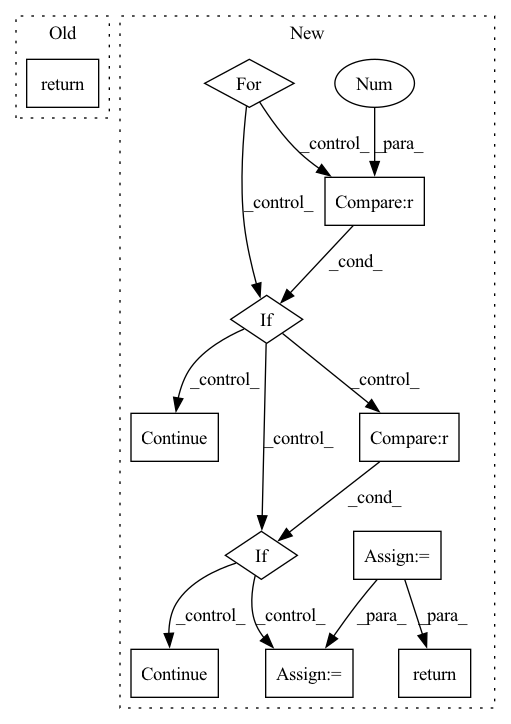 Old
New
return
For
Num
_control_
_para_
Compare:r
_control_
_cond_
If
_control_
_control_
_control_
Continue
Compare:r
_cond_
If
Assign:=
_control_
_control_
_para_
_para_
Continue
Assign:=
return